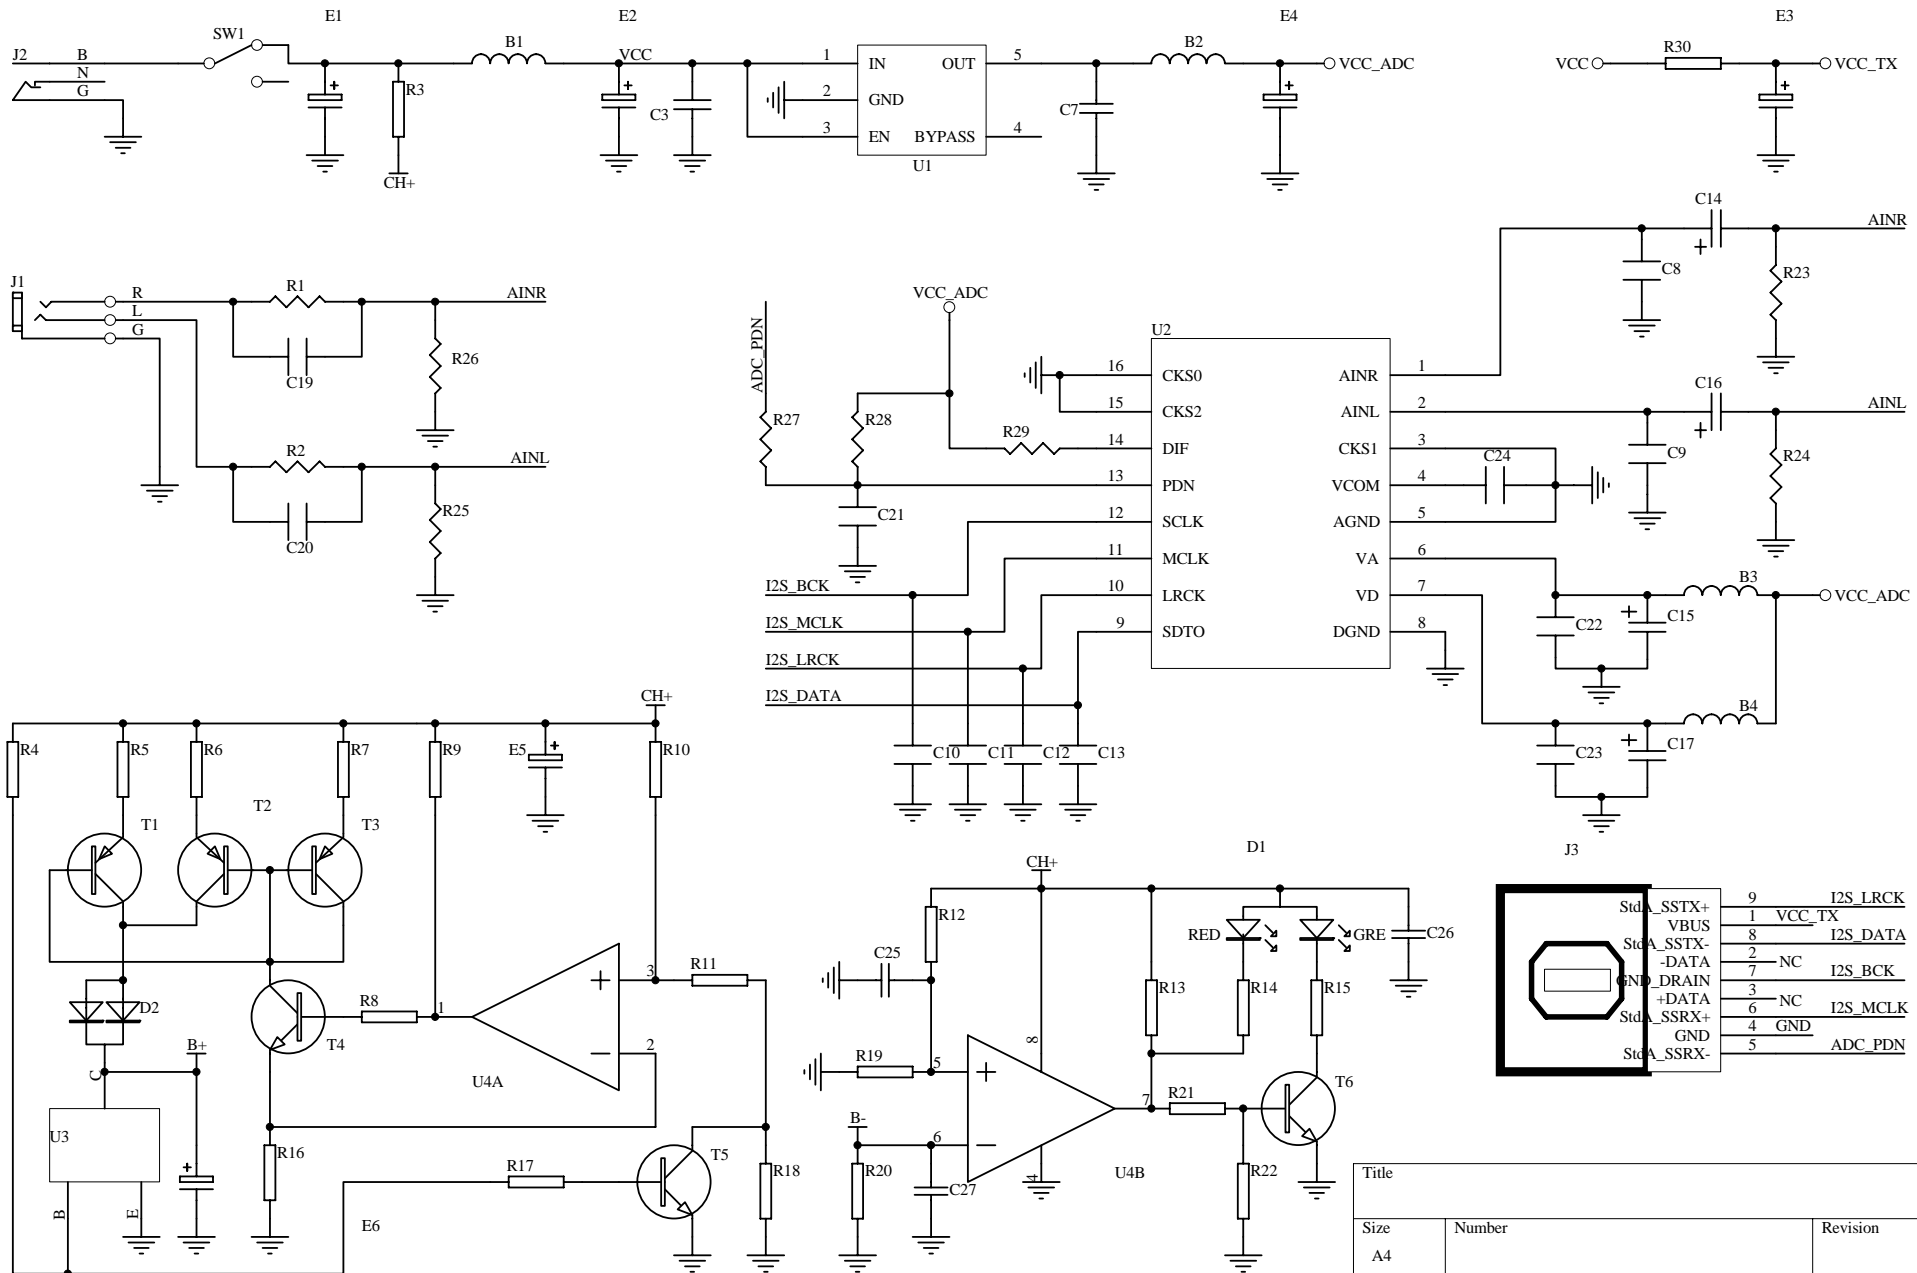 E1 E2 E4 E3
SW1 B1 B2 R30
J2 B VCC 1 IN OUT 5 VCC_ADC VCC VCC_TX
N
G R3 2 GND
C3 C7
3 EN BYPASS 4
U1
CH+
C14
AINR
C8 R23
J1
R R1 AINR VCC_ADC
L
G
U2
ADC_PDN
R26
C19
16 CKS0 AINR 1
C16
15 CKS2 AINL 2 AINL
R27 R28
R29 14 DIF CKS1 3
R2 AINL C24 C9 R24
13 PDN VCOM 4
R25 C21
12 SCLK AGND 5
C20
11 MCLK VA 6
B3
I2S_BCK 10 LRCK VD 7 VCC_ADC
C22 C15
I2S_MCLK 9 SDTO DGND 8
I2S_LRCK
I2S_DATA
CH+
B4
R4 R5 R6 R7 R9 E5 R10
C10 C11 C12 C13 C23 C17
T1 T2 T3
D1 J3
CH+
R12 RED GRE C26
C25
9 StdA_SSTX+ I2S_LRCK
1 VBUS VCC_TX
8 StdA_SSTX- I2S_DATA
2 -DATA NC
7 GND_DRAIN I2S_BCK
3 +DATA NC
6 StdA_SSRX+ I2S_MCLK
4 GND GND
5 StdA_SSRX- ADC_PDN
3 R11
R13 R14 R15
D2 R8 1
T4
2
B+
C
U4A
R19 5 8
T6
7 R21
B-
6
U3
R16 R17 T5 R18 R20 C27 4 U4B R22
B E E6
Title
Size Number Revision
A4